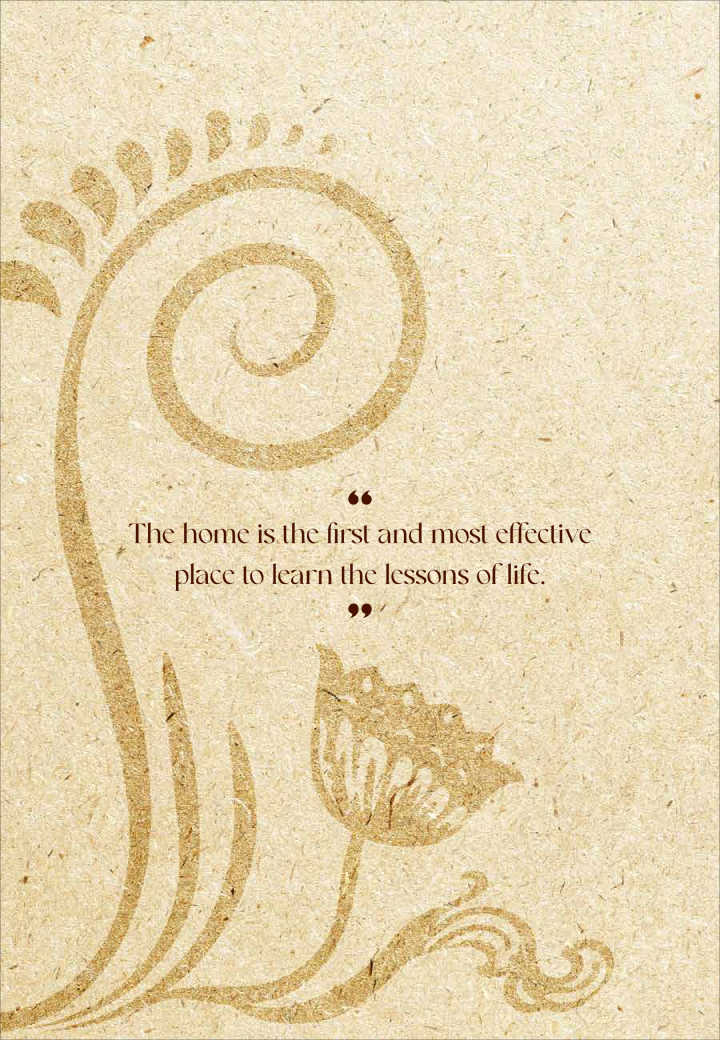 “
The home is the first and most effective
place to learn the lessons of life.
”